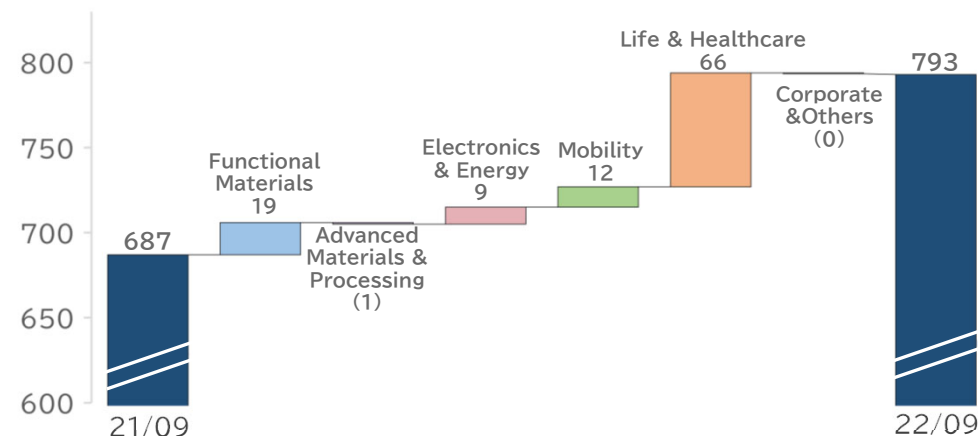 800
750
700
650
600
687
21/09
Functional
Materials
19
Advanced
Materials &
Processing
(1)
Electronics
& Energy
9
Mobility
12
Life & Healthcare
66
Corporate
&Others
(0)
793
22/09